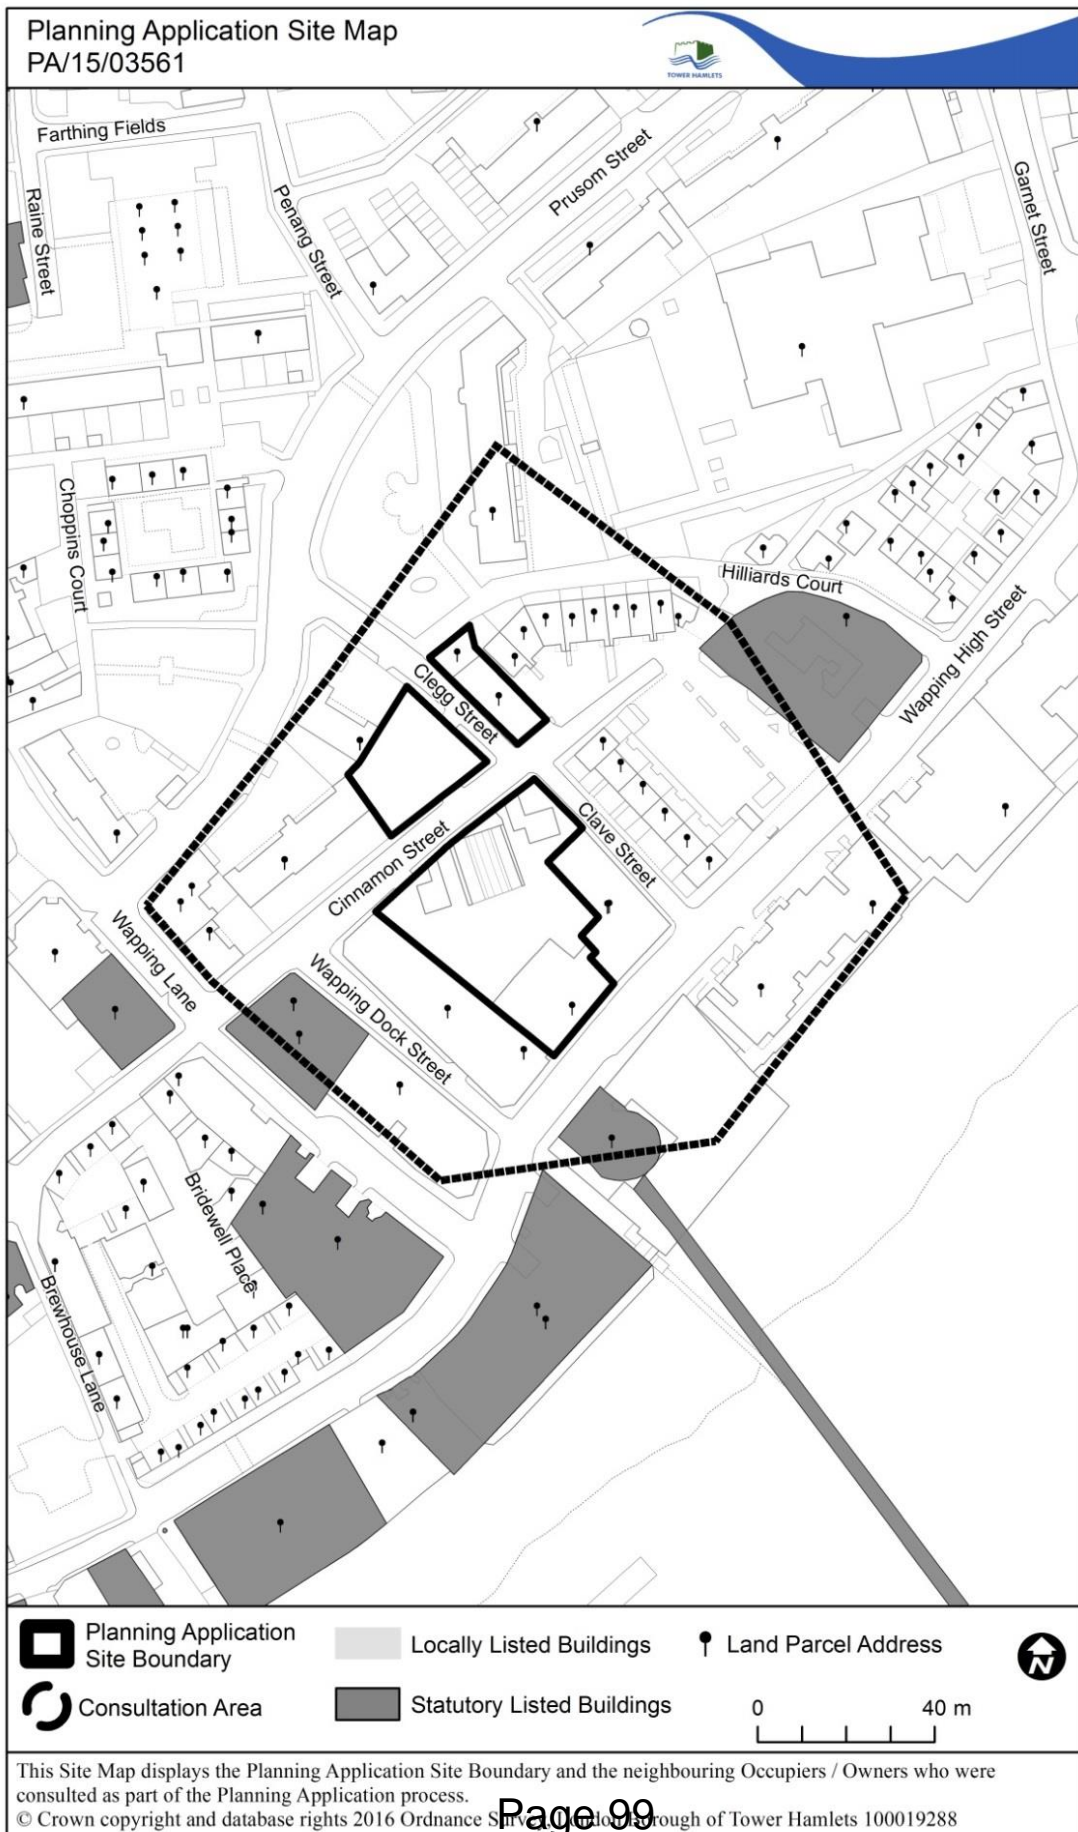 Planning Application Site Map
PA/15/03561
TOWER HAMLETS
Farthing Fields
Raine Street
Penang Street
Prusom Street
Garnet Street
Choppins Court
Hilliards Court
Wapping High Street
Clegg Street
Clave Street
Cinnamon Street
Wapping Lane
Wapping Dock Street
Bridewell Place
Brewhouse Lane
Planning Application
Site Boundary
Locally Listed Buildings
Land Parcel Address
N
Consultation Area
Statutory Listed Buildings
0 40 m
This Site Map displays the Planning Application Site Boundary and the neighbouring Occupiers / Owners who were
consulted as part of the Planning Application process.
© Crown copyright and database rights 2016 Ordnance Survey, London Borough of Tower Hamlets 100019288
Page 99